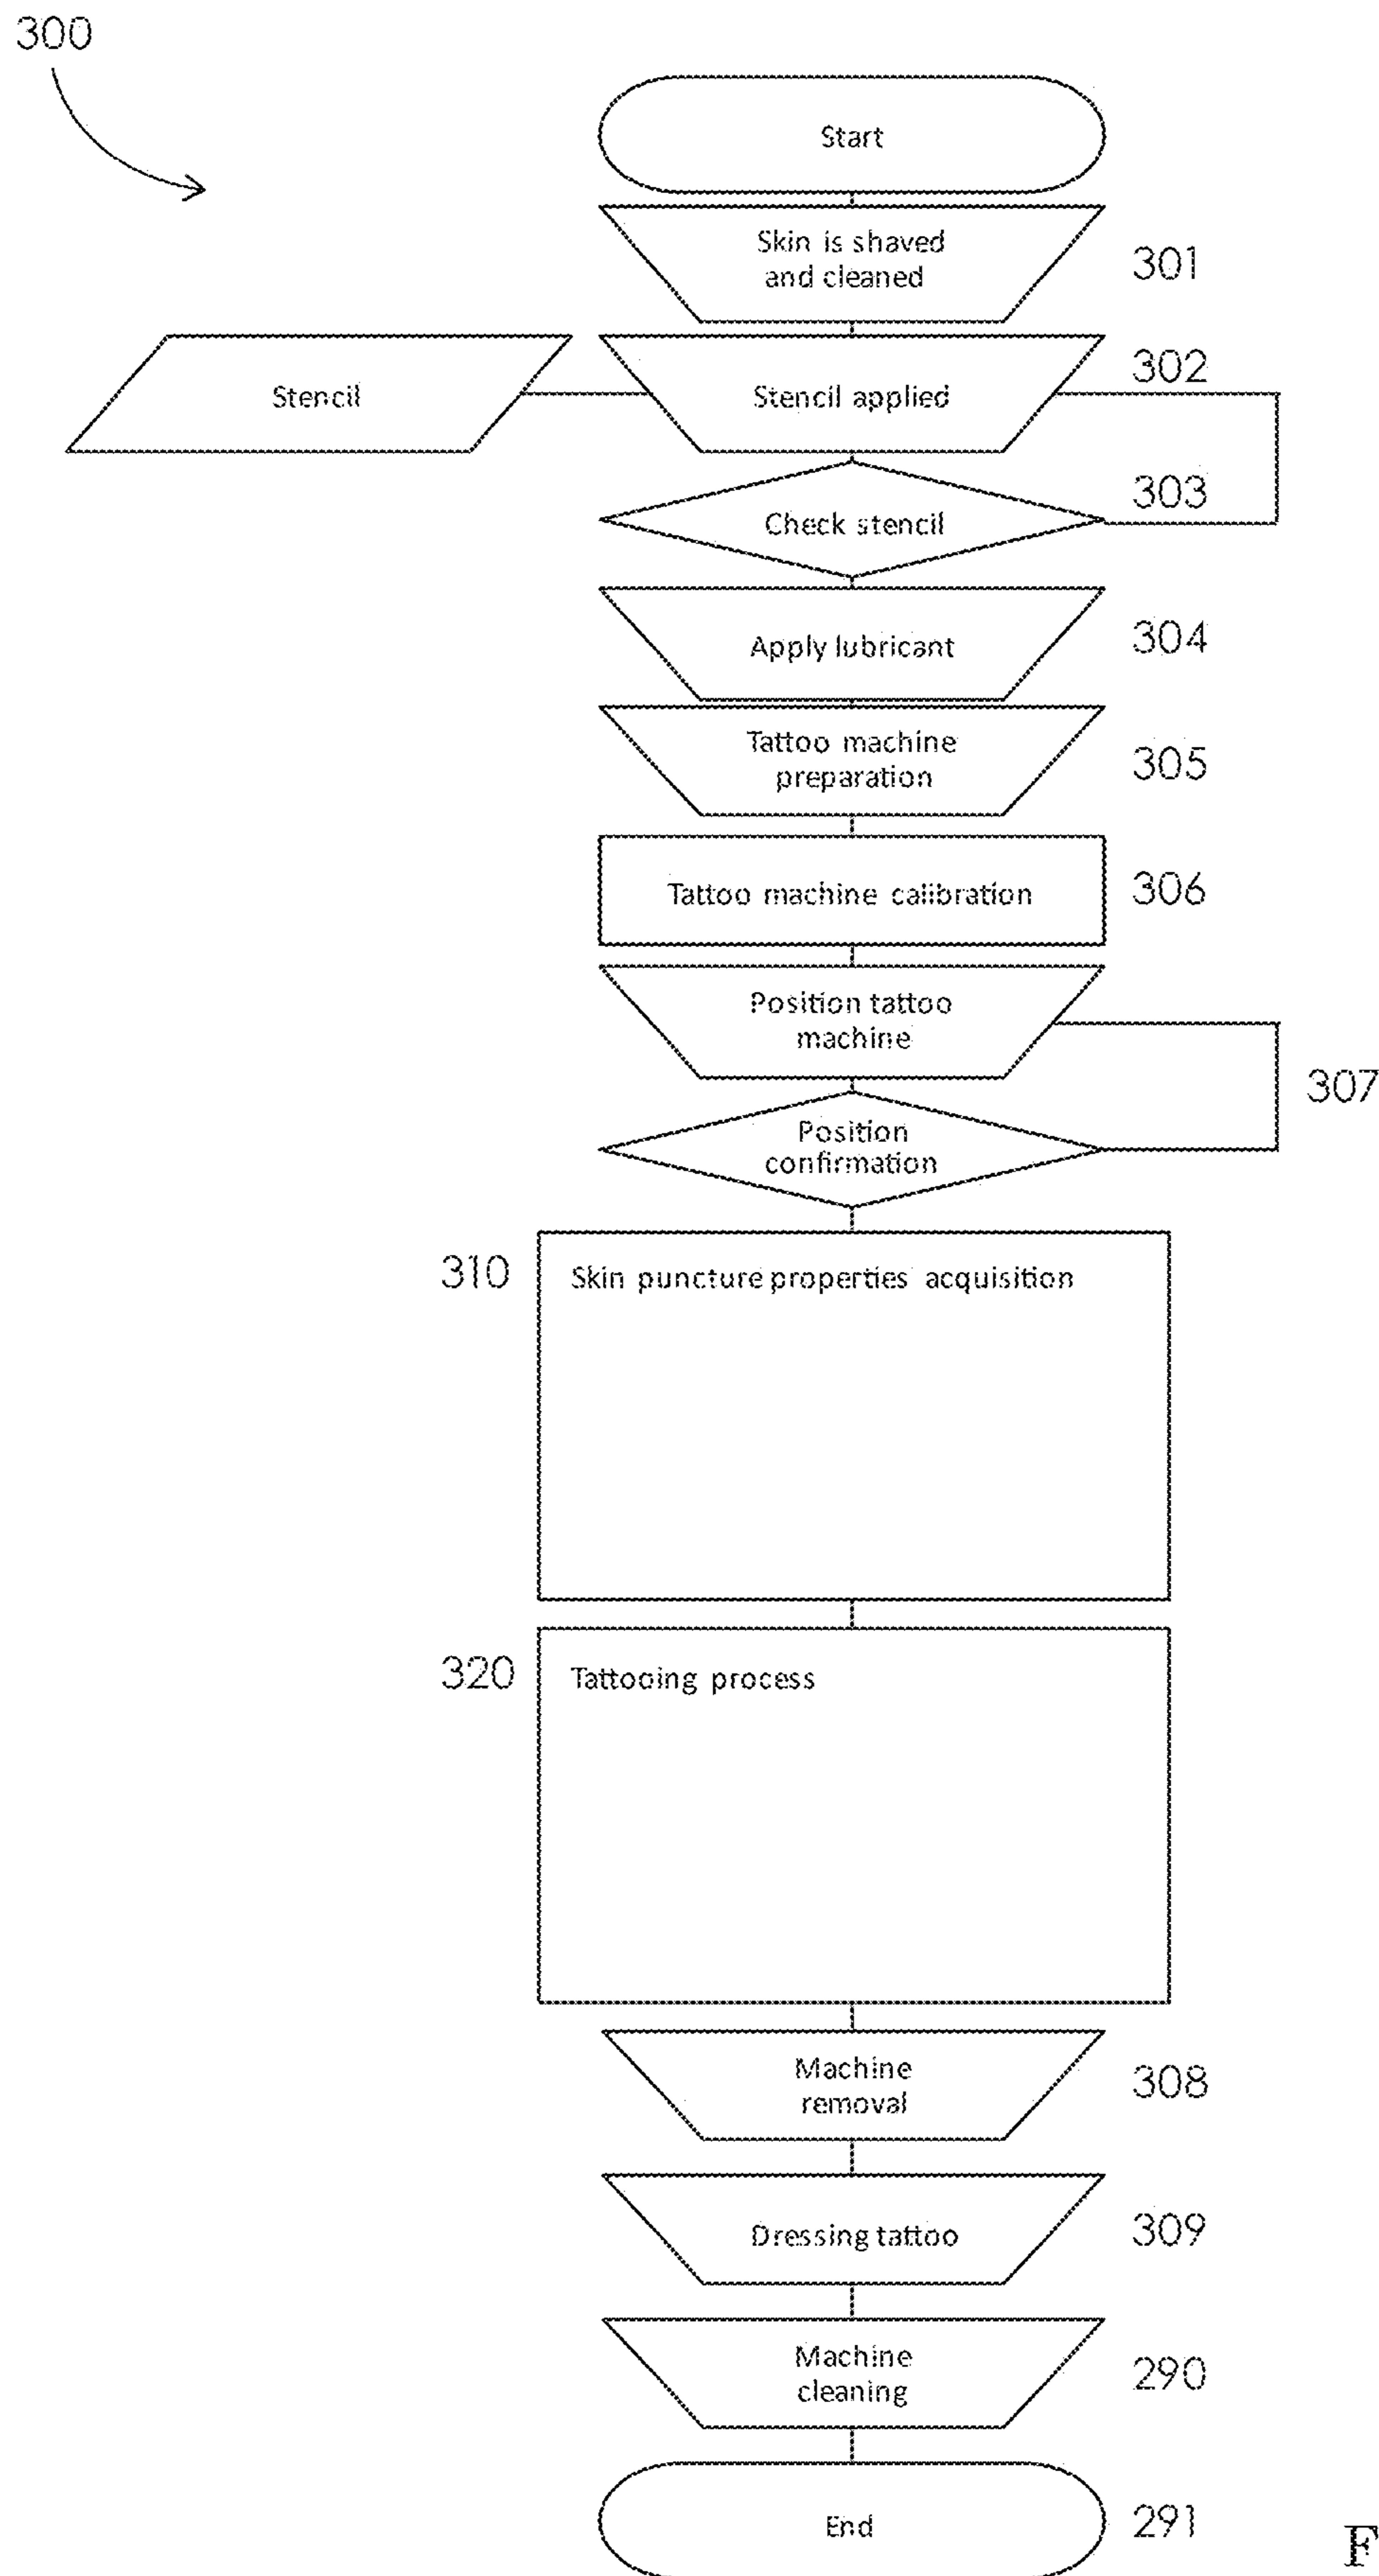 300
Start
Skin is shaved
and cleaned
301
Stencil
Stencil applied
302
Check stencil
303
Apply lubricant
304
Tattoo machine
preparation
305
Tattoo machine calibration
306
Position tattoo
machine
307
Position
confirmation
310
Skin puncture properties acquisition
320
Tattooing process
Machine
removal
308
Dressing tattoo
309
Machine
cleaning
290
End
291
F